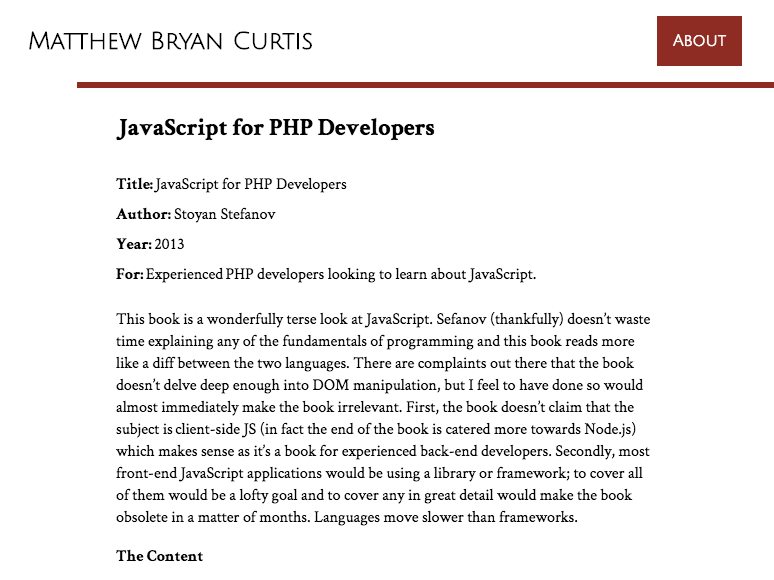 MATTHEW BRYAN CURTIS
ABOUT
JavaScript for PHP Developers
Title: JavaScript for PHP Developers
Author: Stoyan Stefanov
Year: 2013
For: Experienced PHP developers looking to learn about JavaScript.
This book is a wonderfully terse look at JavaScript. Sefanov (thankfully) doesn’t waste
time explaining any of the fundamentals of programming and this book reads more
like a diff between the two languages. There are complaints out there that the book
doesn’t delve deep enough into DOM manipulation, but I feel to have done so would
almost immediately make the book irrelevant. First, the book doesn’t claim that the
subject is client-side JS (in fact the end of the book is catered more towards Node.js)
which makes sense as it’s a book for experienced back-end developers. Secondly, most
front-end JavaScript applications would be using a library or framework; to cover all
of them would be a lofty goal and to cover any in great detail would make the book
obsolete in a matter of months. Languages move slower than frameworks.
The Content